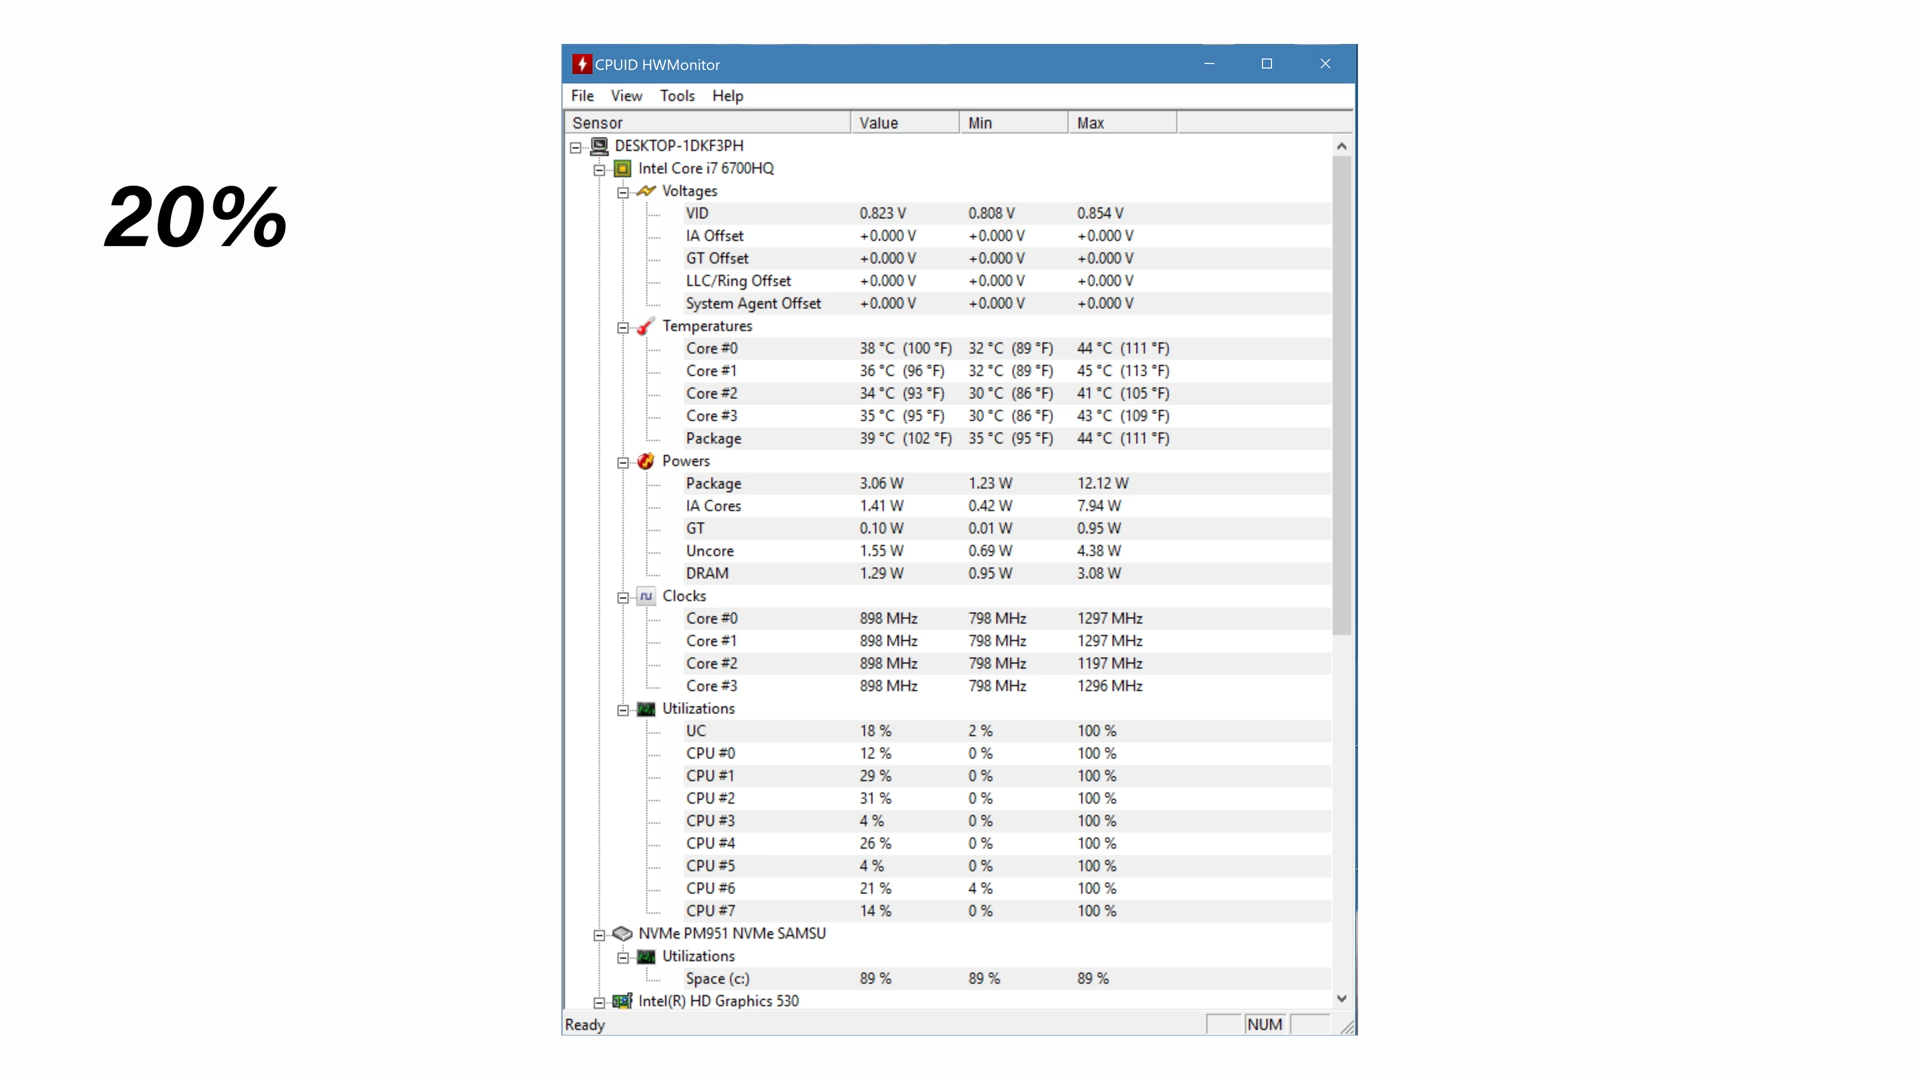 CPUID HWMonitor
File View Tools Help
Sensor Value Min Max
DESKTOP-1DKF3PH
Intel Core i7 6700HQ
20%
Voltages
VID 0.823 V 0.808 V 0.854 V
IA Offset +0.000 V +0.000 V +0.000 V
GT Offset +0.000 V +0.000 V +0.000 V
LLC/Ring Offset +0.000 V +0.000 V +0.000 V
System Agent Offset +0.000 V +0.000 V +0.000 V
Temperatures
Core #0 38 °C (100 °F) 32 °C (89 °F) 44 °C (111 °F)
Core #1 36 °C (96 °F) 32 °C (89 °F) 45 °C (113 °F)
Core #2 34 °C (93 °F) 30 °C (86 °F) 41 °C (105 °F)
Core #3 35 °C (95 °F) 30 °C (86 °F) 43 °C (109 °F)
Package 39 °C (102 °F) 35 °C (95 °F) 44 °C (111 °F)
Powers
Package 3.06 W 1.23 W 12.12 W
IA Cores 1.41 W 0.42 W 7.94 W
GT 0.10 W 0.01 W 0.95 W
Uncore 1.55 W 0.69 W 4.38 W
DRAM 1.29 W 0.95 W 3.08 W
Clocks
Core #0 898 MHz 798 MHz 1297 MHz
Core #1 898 MHz 798 MHz 1297 MHz
Core #2 898 MHz 798 MHz 1197 MHz
Core #3 898 MHz 798 MHz 1296 MHz
Utilizations
UC 18 % 2 % 100 %
CPU #0 12 % 0 % 100 %
CPU #1 29 % 0 % 100 %
CPU #2 31 % 0 % 100 %
CPU #3 4 % 0 % 100 %
CPU #4 26 % 0 % 100 %
CPU #5 4 % 0 % 100 %
CPU #6 21 % 4 % 100 %
CPU #7 14 % 0 % 100 %
NVMe PM951 NVMe SAMSU
Utilizations
Space (c:) 89 % 89 % 89 %
Intel(R) HD Graphics 530
Ready NUM